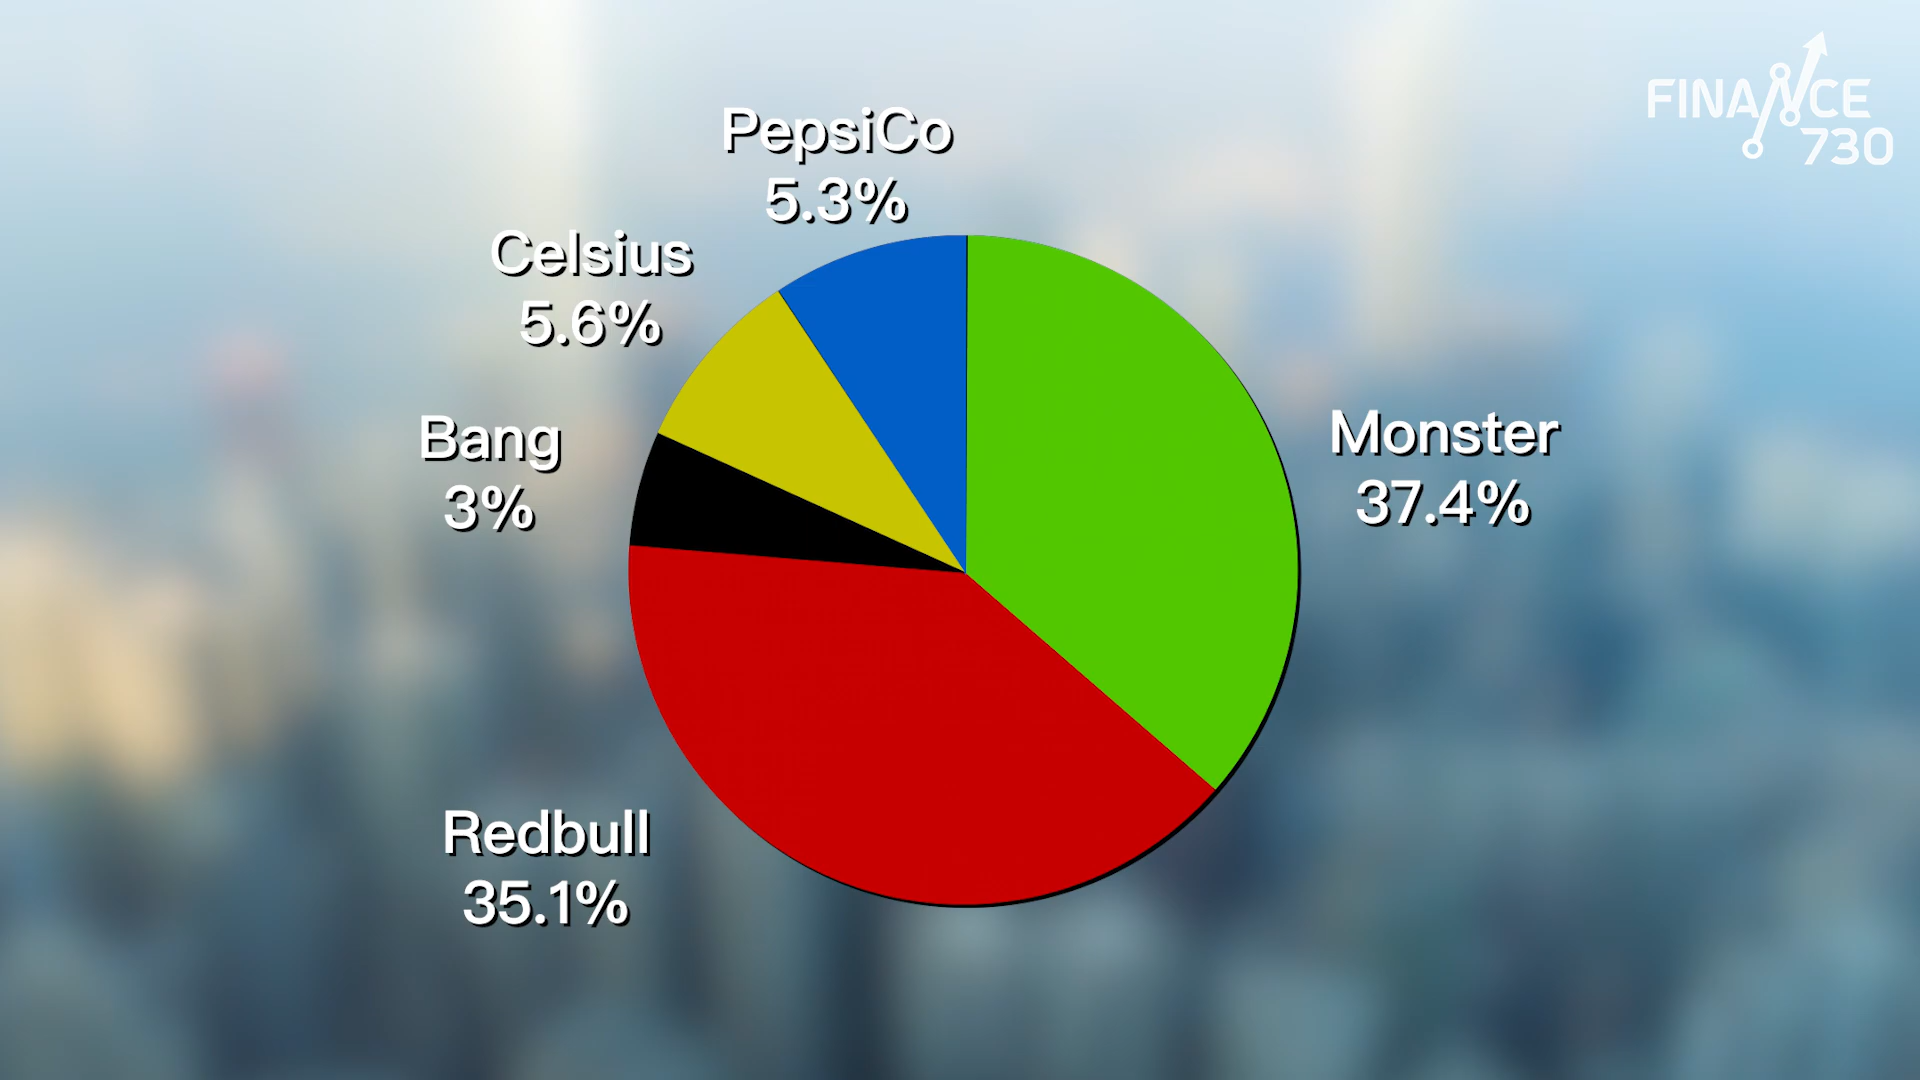 FINANCE
730
PepsiCo
5.3%
Celsius
5.6%
Bang
3%
Monster
37.4%
Redbull
35.1%